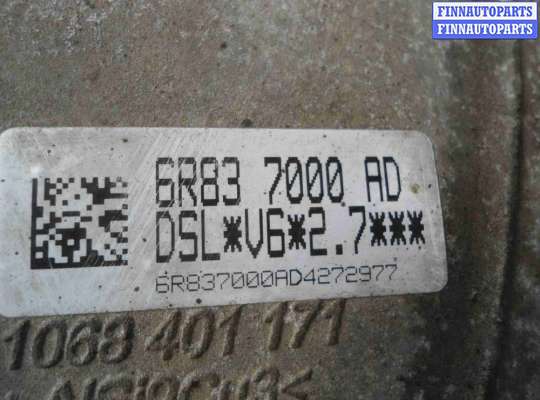 FINNAUTOPARTS
FINNAUTOPARTS
6R83 7000 AD
DSL*V6*2.7***
6R837000AD4272977
1068 401 171